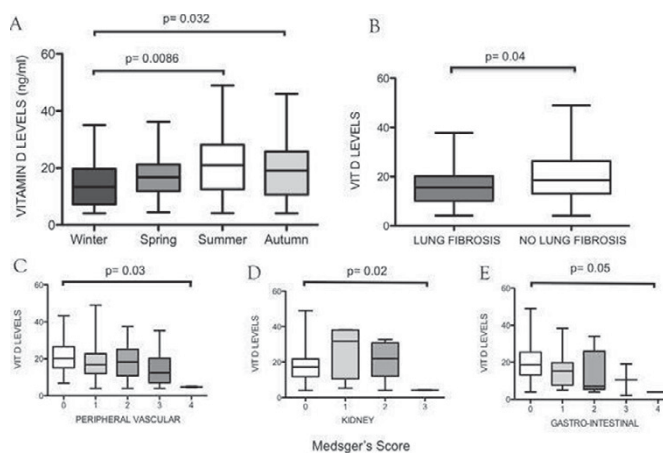 A
p= 0.032
p= 0.0086
VITAMIN D LEVELS (ng/ml)
60
40
20
0
Winter Spring Summer Autumn
B
p= 0.04
VIT D LEVELS
60
40
20
0
LUNG FIBROSIS NO LUNG FIBROSIS
C
p= 0.03
VIT D LEVELS
60
40
20
0
0 1 2 3 4
PERIPHERAL VASCULAR
D
p= 0.02
VIT D LEVELS
60
40
20
0
0 1 2 3
KIDNEY
E
p= 0.05
VIT D LEVELS
60
40
20
0
0 1 2 3 4
GASTRO-INTESTINAL
Medsger's Score